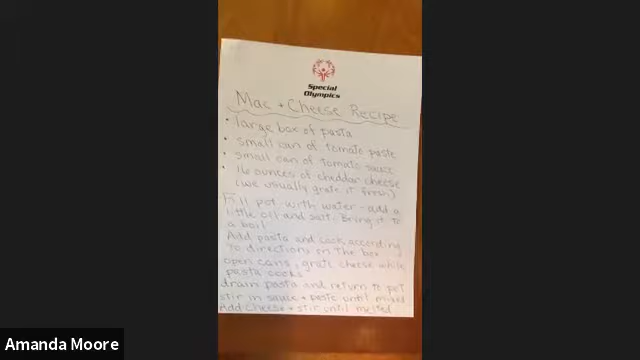 Special
Olympics
Mac + Cheese Recipe
• large box of pasta
• small can of tomato paste
• small can of tomato sauce
• 16 ounces of cheddar cheese
(we usually grate it fresh)
Fill pot with water - add a
little oil and salt. Bring it to
a boil
Add pasta and cook according
to directions on the box
open cans, grate cheese while
pasta cooks
drain pasta and return to pot
stir in sauce + paste until mixed
Add cheese + stir until melted
Amanda Moore